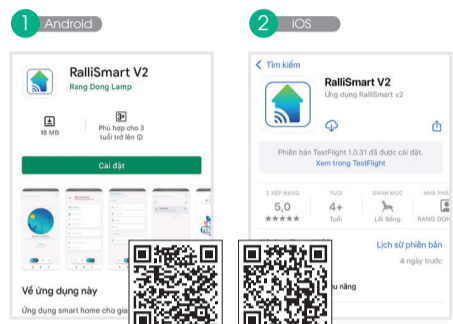 1 Android
RalliSmart V2
Rang Dong Lamp
18 MB
3+
Phù hợp cho 3
tuổi trở lên
Cài đặt
Về ứng dụng này
Ứng dụng smart home cho gia
2 iOS
Tìm kiếm
RalliSmart V2
Ứng dụng RalliSmart v2
Phiên bản TestFlight 1.0.31 đã được cài đặt.
Xem trong TestFlight
2 XẾP HẠNG
TUỔI
DANH MỤC
NHÀ PHÁ
5,0
4+
Tuổi
Lối Sống
RANG DON
Lịch sử phiên bản
4 ngày trước
u năng